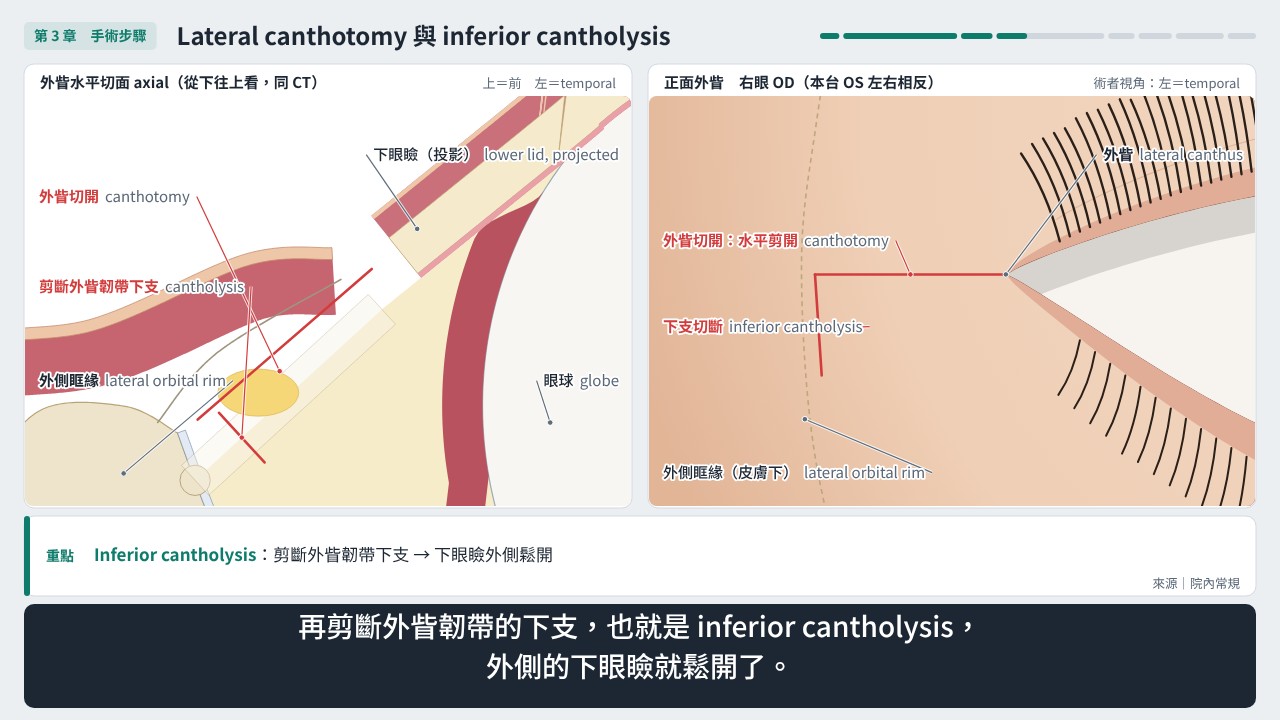 第 3 章　手術步驟
Lateral canthotomy 與 inferior cantholysis
外眥水平切面 axial（從下往上看，同 CT）
上＝前　左＝temporal
下眼瞼（投影） lower lid, projected
外眥切開 canthotomy
剪斷外眥韌帶下支 cantholysis
外側眶緣 lateral orbital rim
眼球 globe
正面外眥　右眼 OD（本台 OS 左右相反）
術者視角：左＝temporal
外眥 lateral canthus
外眥切開：水平剪開 canthotomy
下支切斷 inferior cantholysis
外側眶緣（皮膚下） lateral orbital rim
重點　Inferior cantholysis：剪斷外眥韌帶下支 → 下眼瞼外側鬆開
來源｜院內常規
再剪斷外眥韌帶的下支，也就是 inferior cantholysis，
外側的下眼瞼就鬆開了。